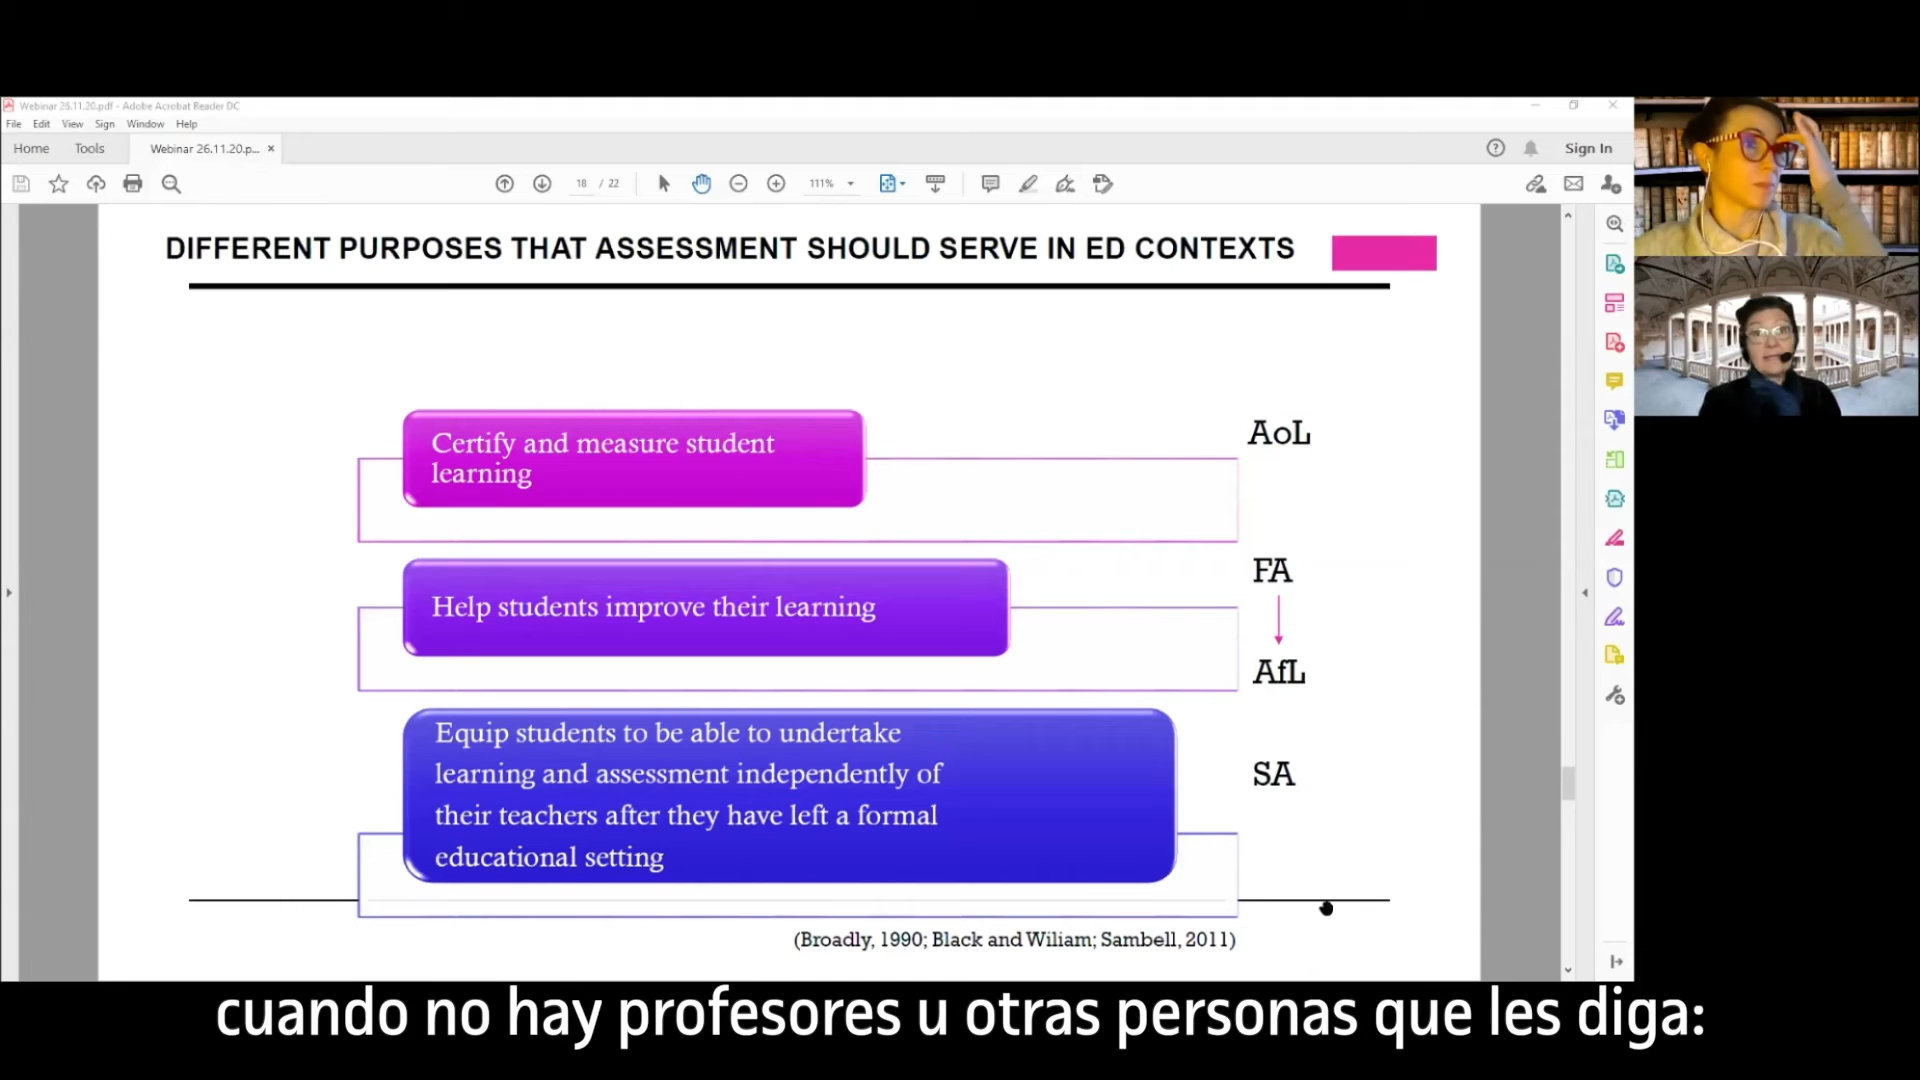 Webinar 26.11.20.pdf - Adobe Acrobat Reader DC
File Edit View Sign Window Help
Home Tools Webinar 26.11.20.p... × Sign In
18 / 22 111%
DIFFERENT PURPOSES THAT ASSESSMENT SHOULD SERVE IN ED CONTEXTS
Certify and measure student
learning
AoL
Help students improve their learning
FA
AfL
Equip students to be able to undertake
learning and assessment independently of
their teachers after they have left a formal
educational setting
SA
(Broadly, 1990; Black and Wiliam; Sambell, 2011)
cuando no hay profesores u otras personas que les diga: